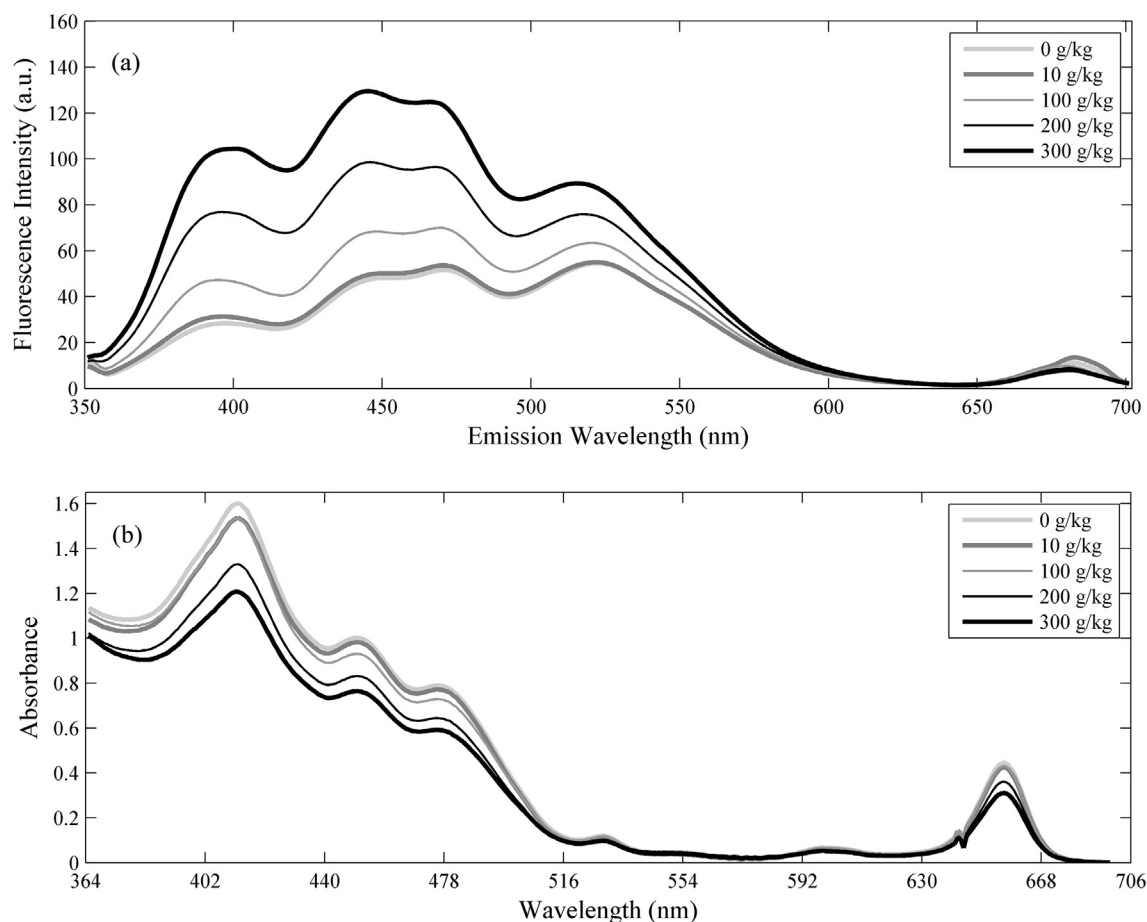 160
140
120
100
80
60
40
20
0
Fluorescence Intensity (a.u.)
(a)
0 g/kg
10 g/kg
100 g/kg
200 g/kg
300 g/kg
350 400 450 500 550 600 650 700
Emission Wavelength (nm)
1.6
1.4
1.2
1
0.8
0.6
0.4
0.2
0
Absorbance
(b)
0 g/kg
10 g/kg
100 g/kg
200 g/kg
300 g/kg
364 402 440 478 516 554 592 630 668 706
Wavelength (nm)